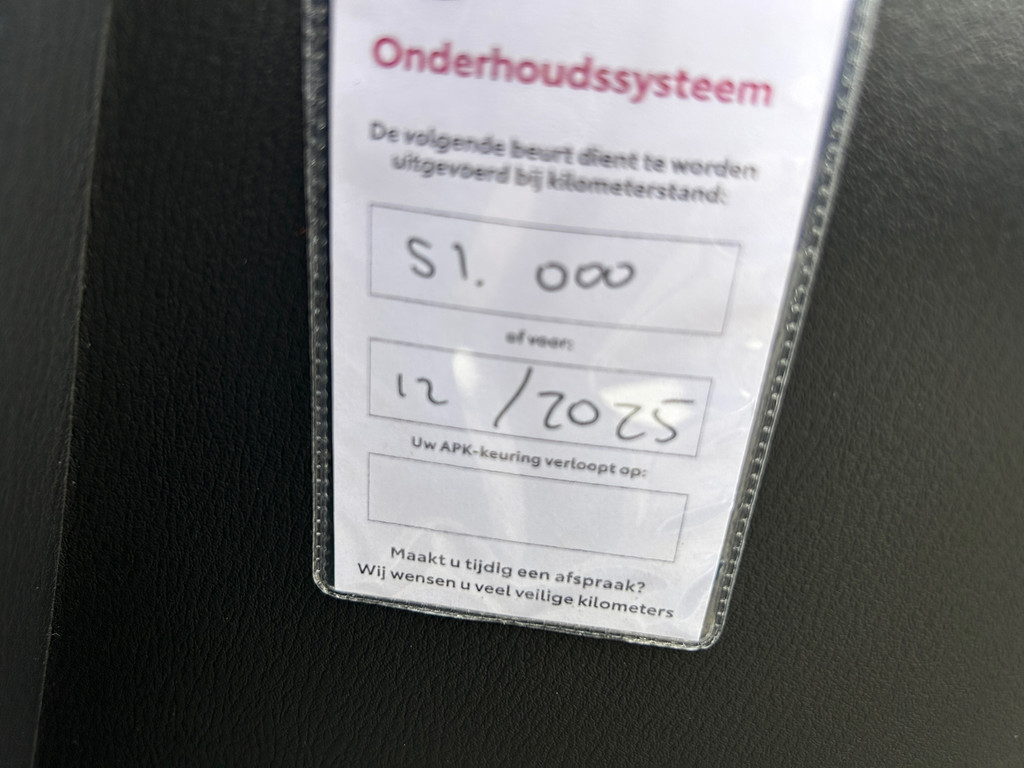 Onderhoudssysteem
De volgende beurt dient te worden
uitgevoerd bij kilometerstand:
51. 000
of voor:
12 / 2025
Uw APK-keuring verloopt op:
Maakt u tijdig een afspraak?
Wij wensen u veel veilige kilometers